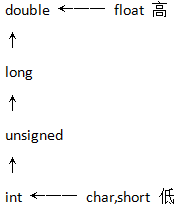 double ←—— float 高
↑
long
↑
unsigned
↑
int ←—— char,short 低